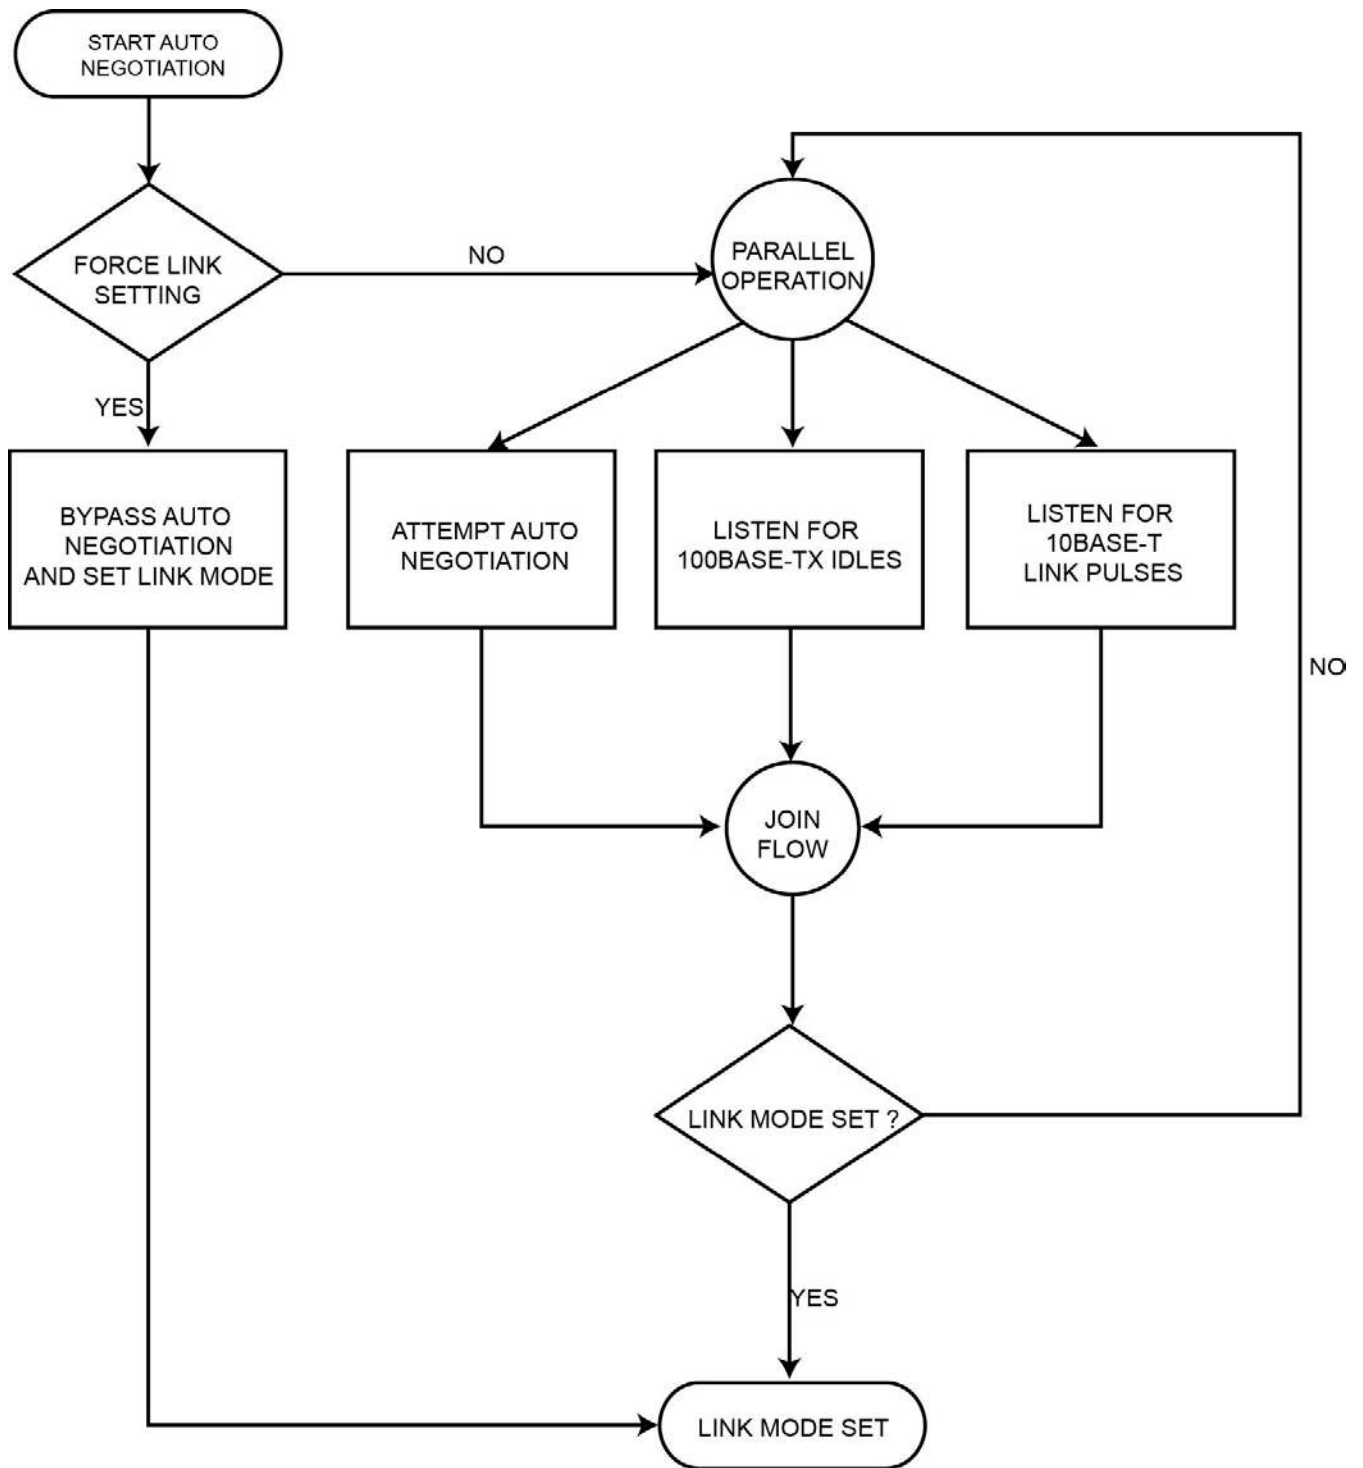 START AUTO
NEGOTIATION
FORCE LINK
SETTING
NO
PARALLEL
OPERATION
YES
BYPASS AUTO
NEGOTIATION
AND SET LINK MODE
ATTEMPT AUTO
NEGOTIATION
LISTEN FOR
100BASE-TX IDLES
LISTEN FOR
10BASE-T
LINK PULSES
NO
JOIN
FLOW
LINK MODE SET ?
YES
LINK MODE SET